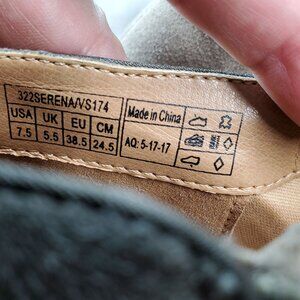 322SERENA/VS174
USA UK EU CM
7.5 5.5 38.5 24.5
Made in China
AQ: 5-17-17